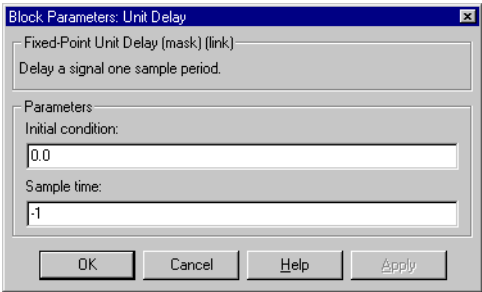 Block Parameters: Unit Delay
Fixed-Point Unit Delay (mask) (link)
Delay a signal one sample period.
Parameters
Initial condition:
0.0
Sample time:
-1
OK Cancel Help Apply